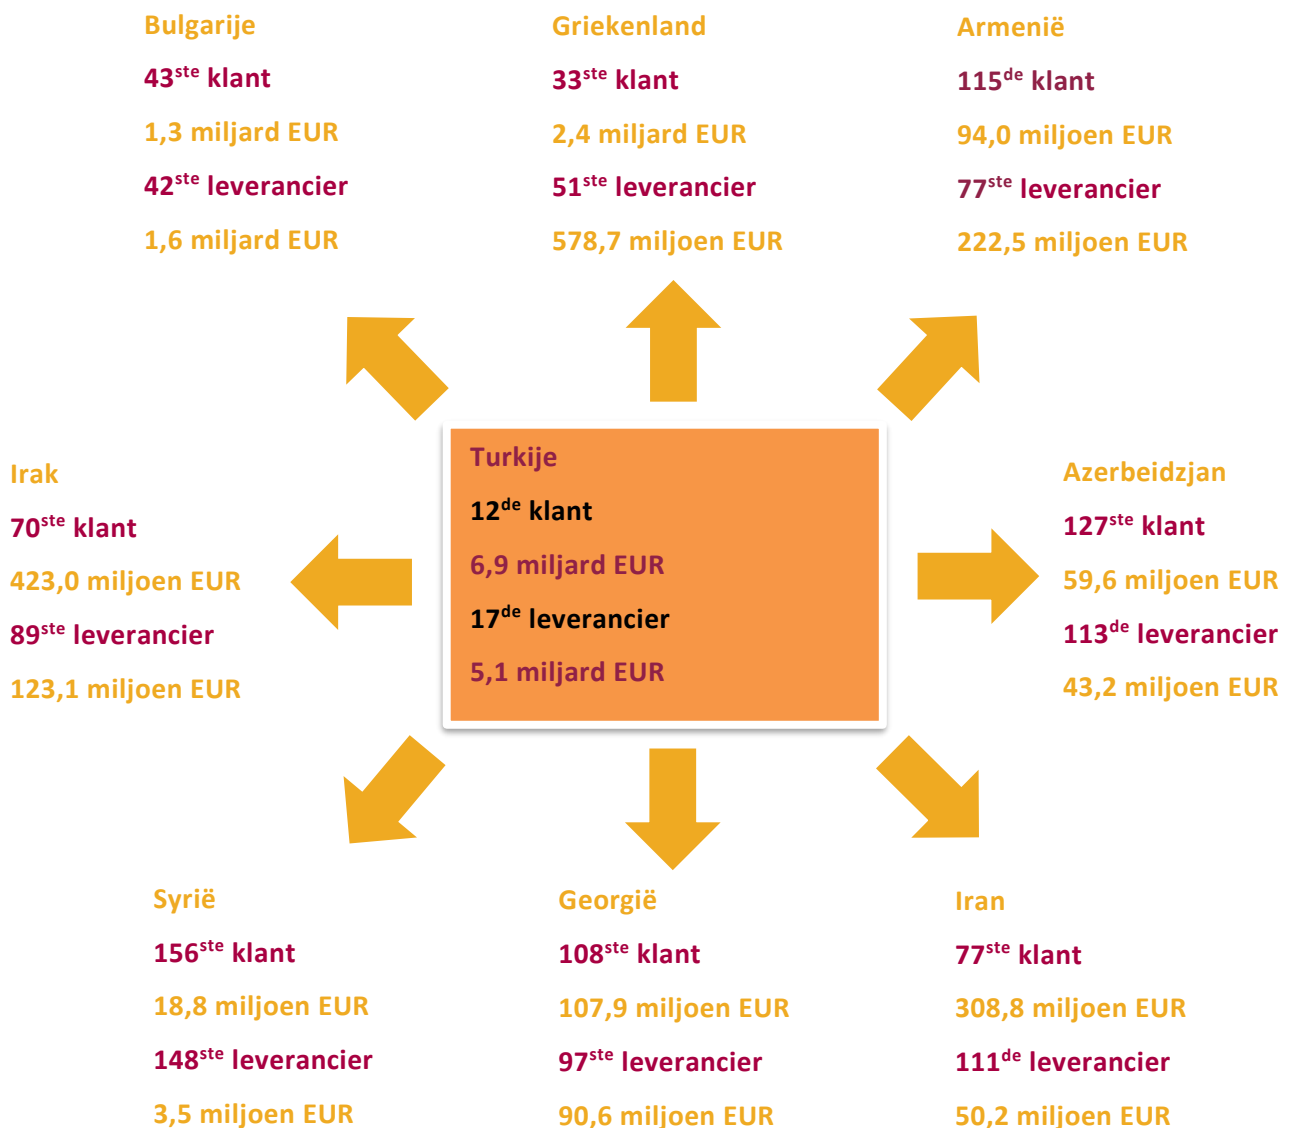 Bulgarije
43ste klant
1,3 miljard EUR
42ste leverancier
1,6 miljard EUR
Griekenland
33ste klant
2,4 miljard EUR
51ste leverancier
578,7 miljoen EUR
Armenië
115de klant
94,0 miljoen EUR
77ste leverancier
222,5 miljoen EUR
Irak
70ste klant
423,0 miljoen EUR
89ste leverancier
123,1 miljoen EUR
Turkije
12de klant
6,9 miljard EUR
17de leverancier
5,1 miljard EUR
Azerbeidzjan
127ste klant
59,6 miljoen EUR
113de leverancier
43,2 miljoen EUR
Syrië
156ste klant
18,8 miljoen EUR
148ste leverancier
3,5 miljoen EUR
Georgië
108ste klant
107,9 miljoen EUR
97ste leverancier
90,6 miljoen EUR
Iran
77ste klant
308,8 miljoen EUR
111de leverancier
50,2 miljoen EUR